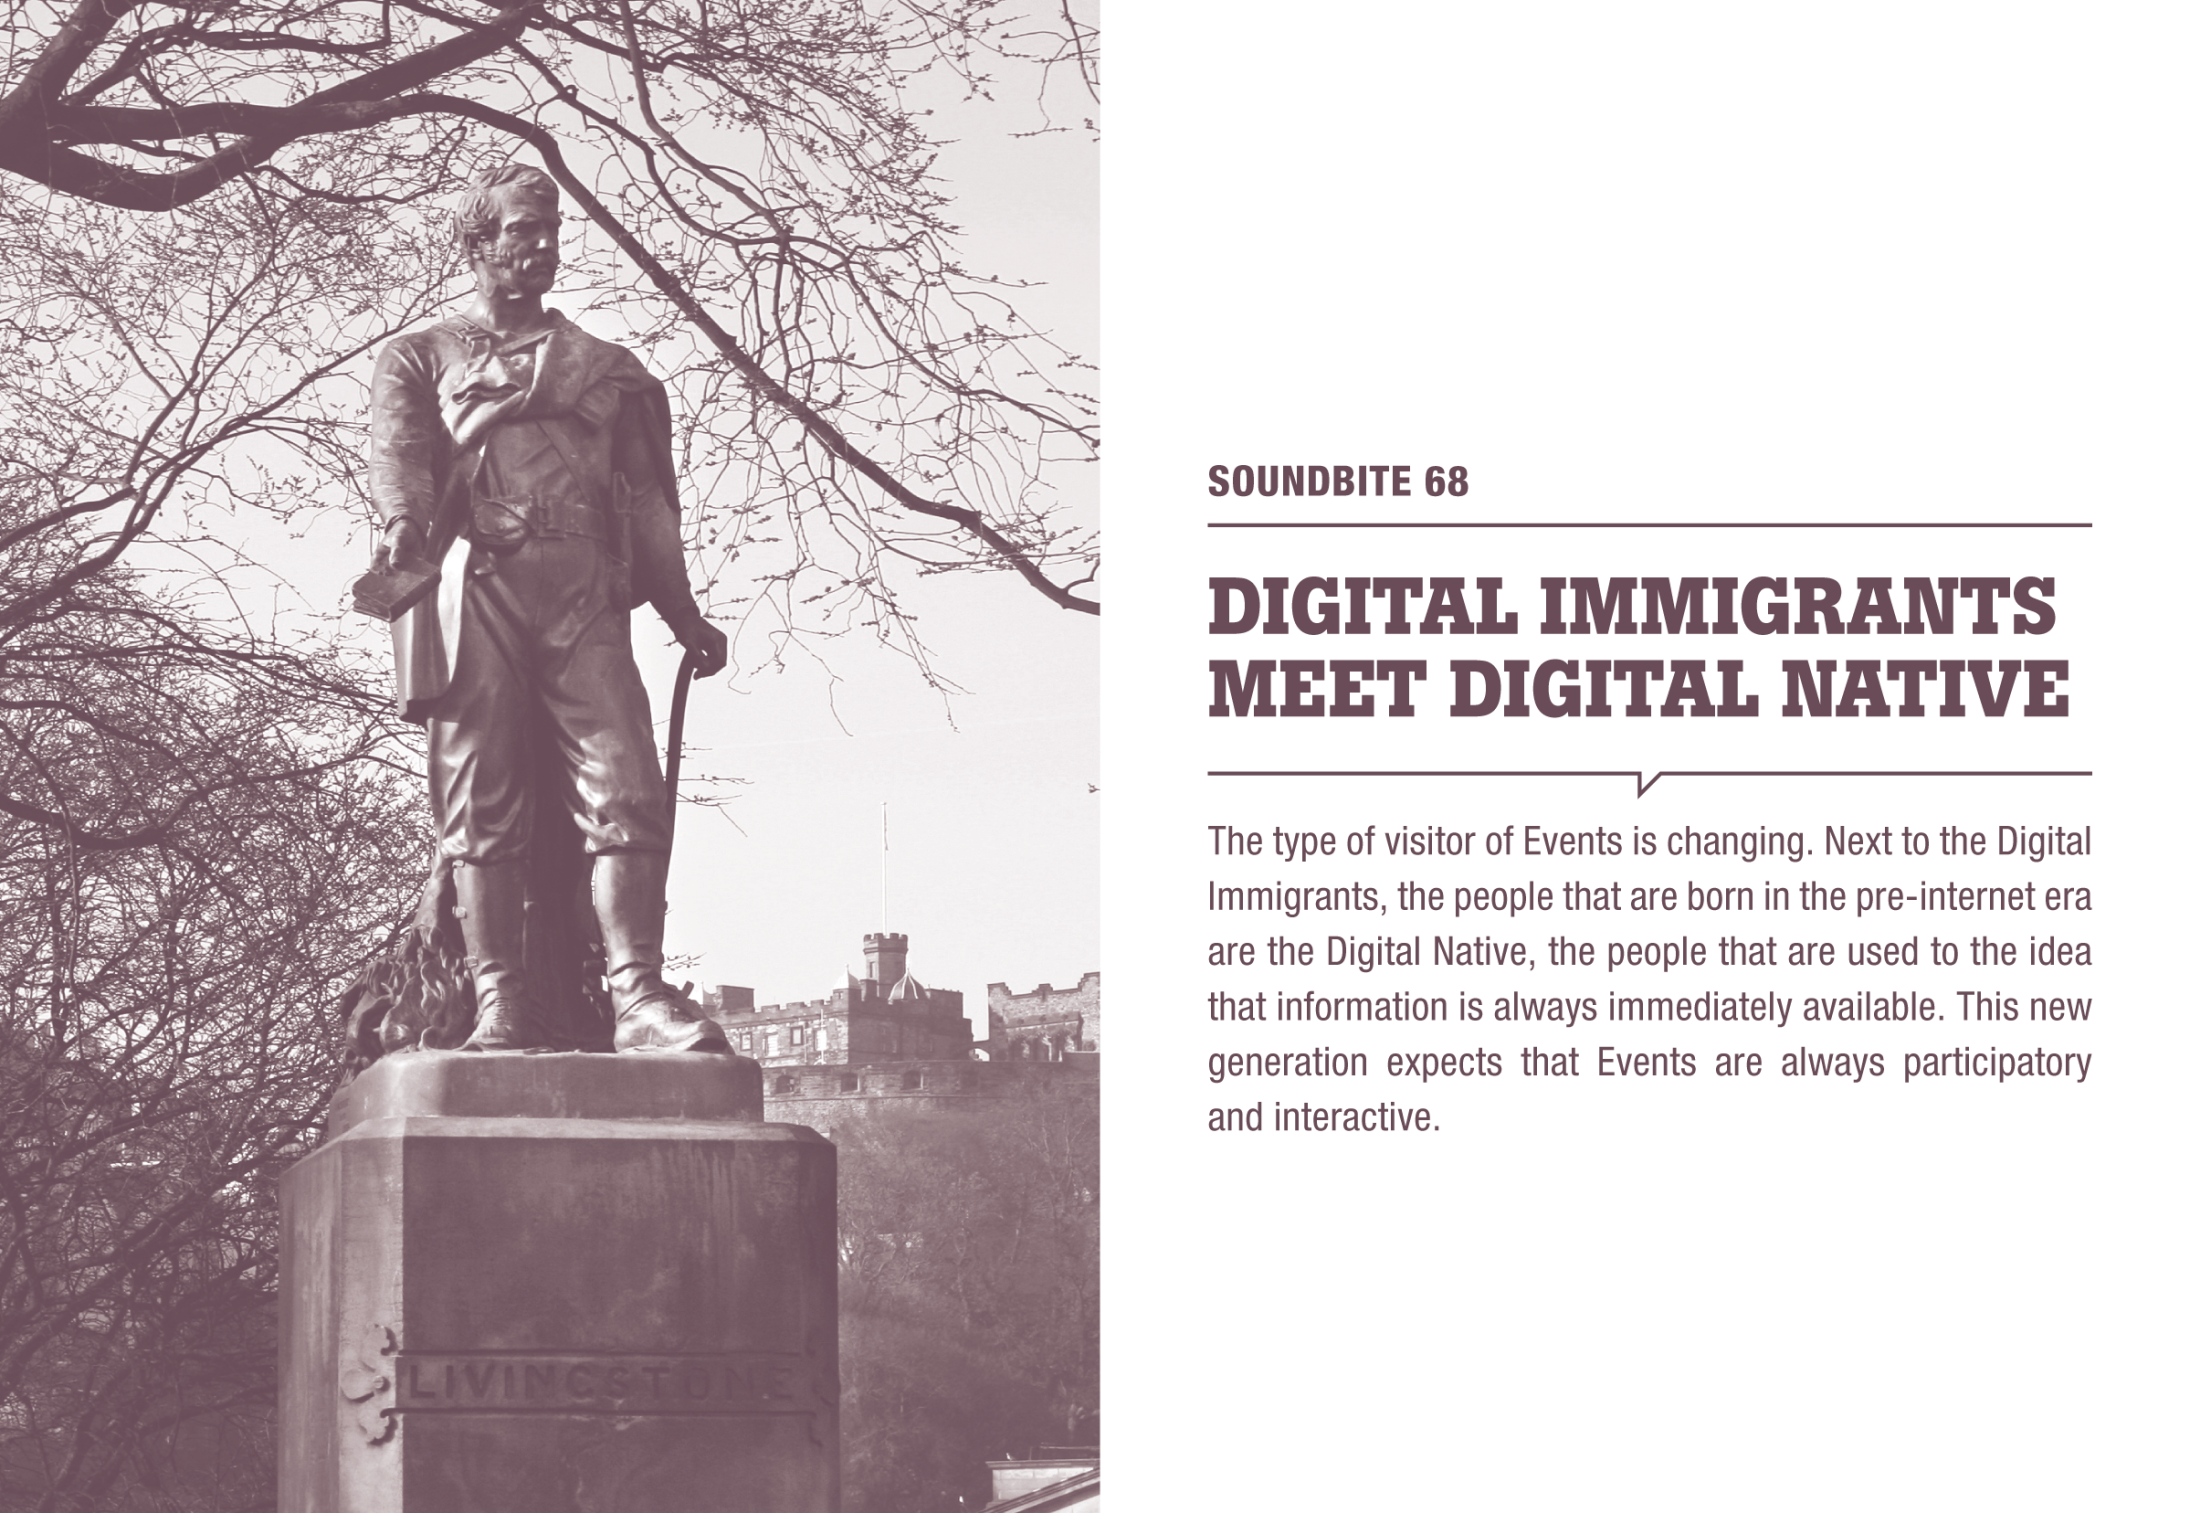 LIVINGSTONE
SOUNDBITE 68
DIGITAL IMMIGRANTS
MEET DIGITAL NATIVE
The type of visitor of Events is changing. Next to the Digital
Immigrants, the people that are born in the pre-internet era
are the Digital Native, the people that are used to the idea
that information is always immediately available. This new
generation expects that Events are always participatory
and interactive.